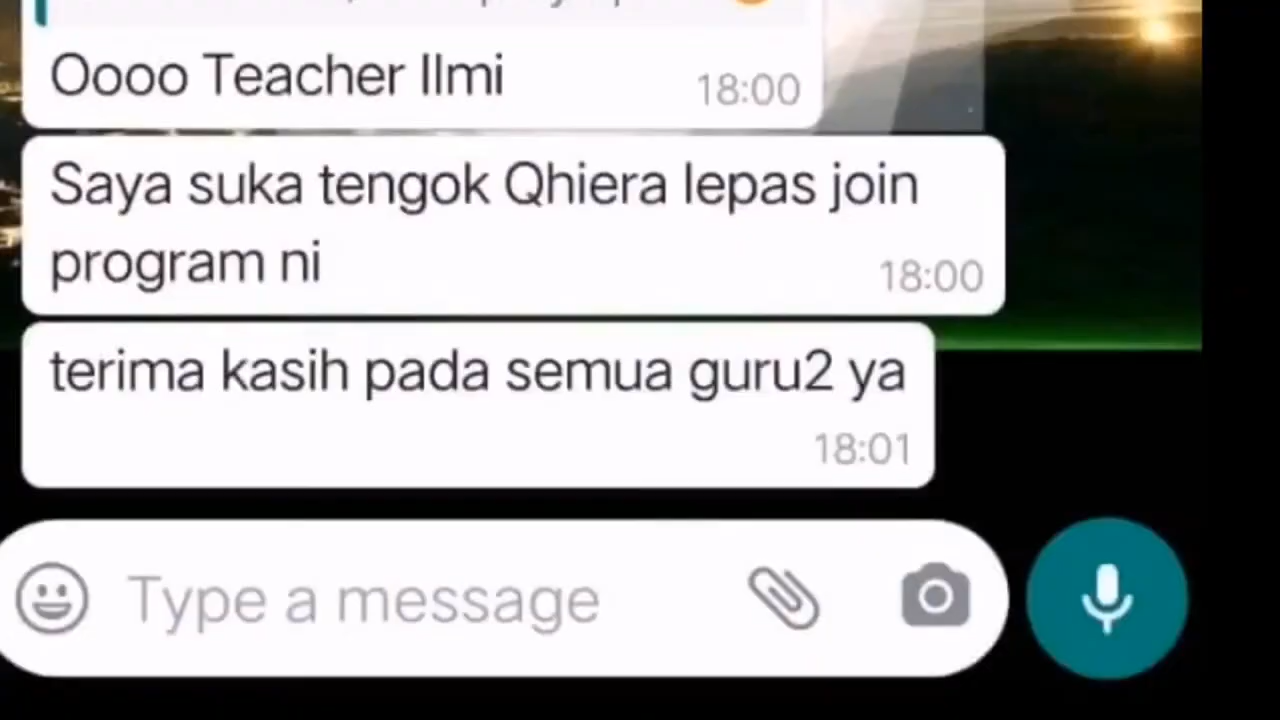 Oooo Teacher Ilmi
18:00
Saya suka tengok Qhiera lepas join
program ni
18:00
terima kasih pada semua guru2 ya
18:01
Type a message